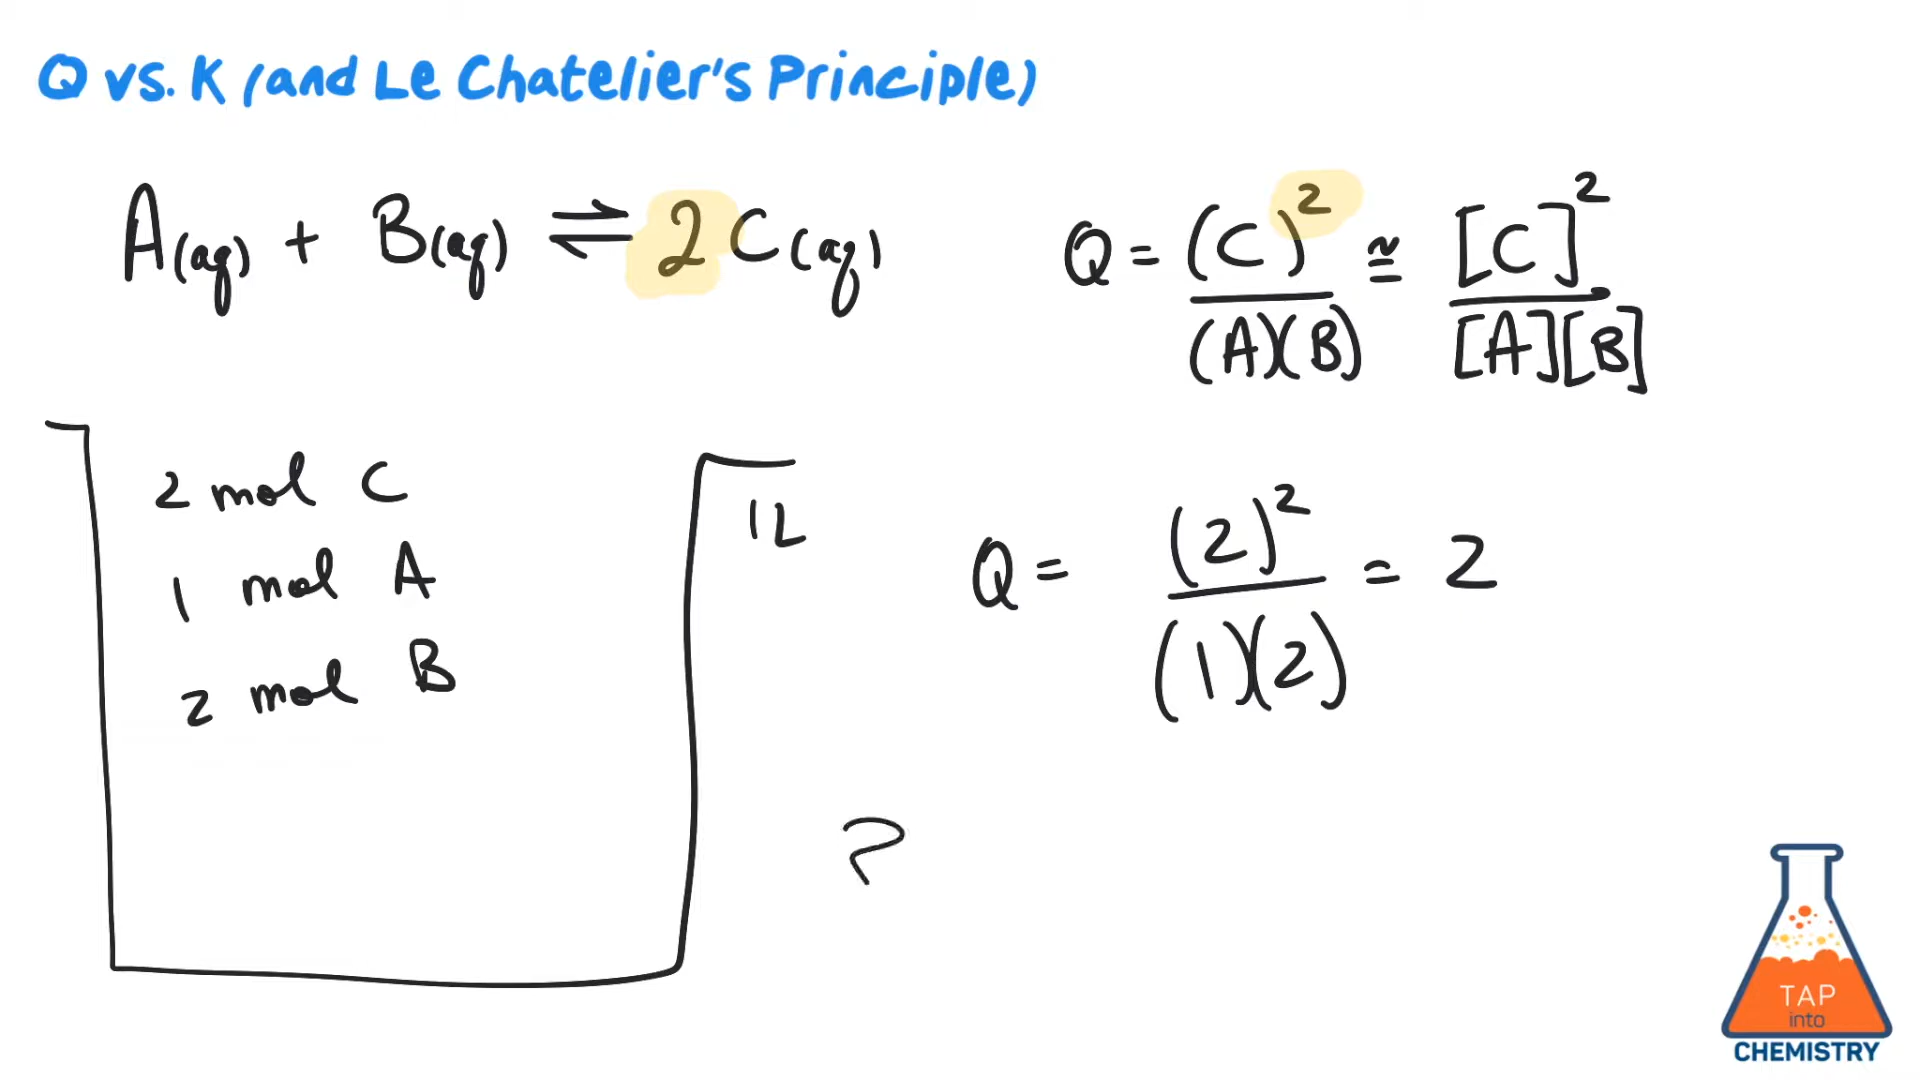 Q vs. K (and Le Chatelier's Principle)
A(aq) + B(aq) ⇌ 2 C(aq)
Q = (C)² / (A)(B) ≅ [C]² / [A][B]
2 mol C
1 mol A
2 mol B
1L
Q = (2)² / (1)(2) = 2
?
TAP
into
CHEMISTRY